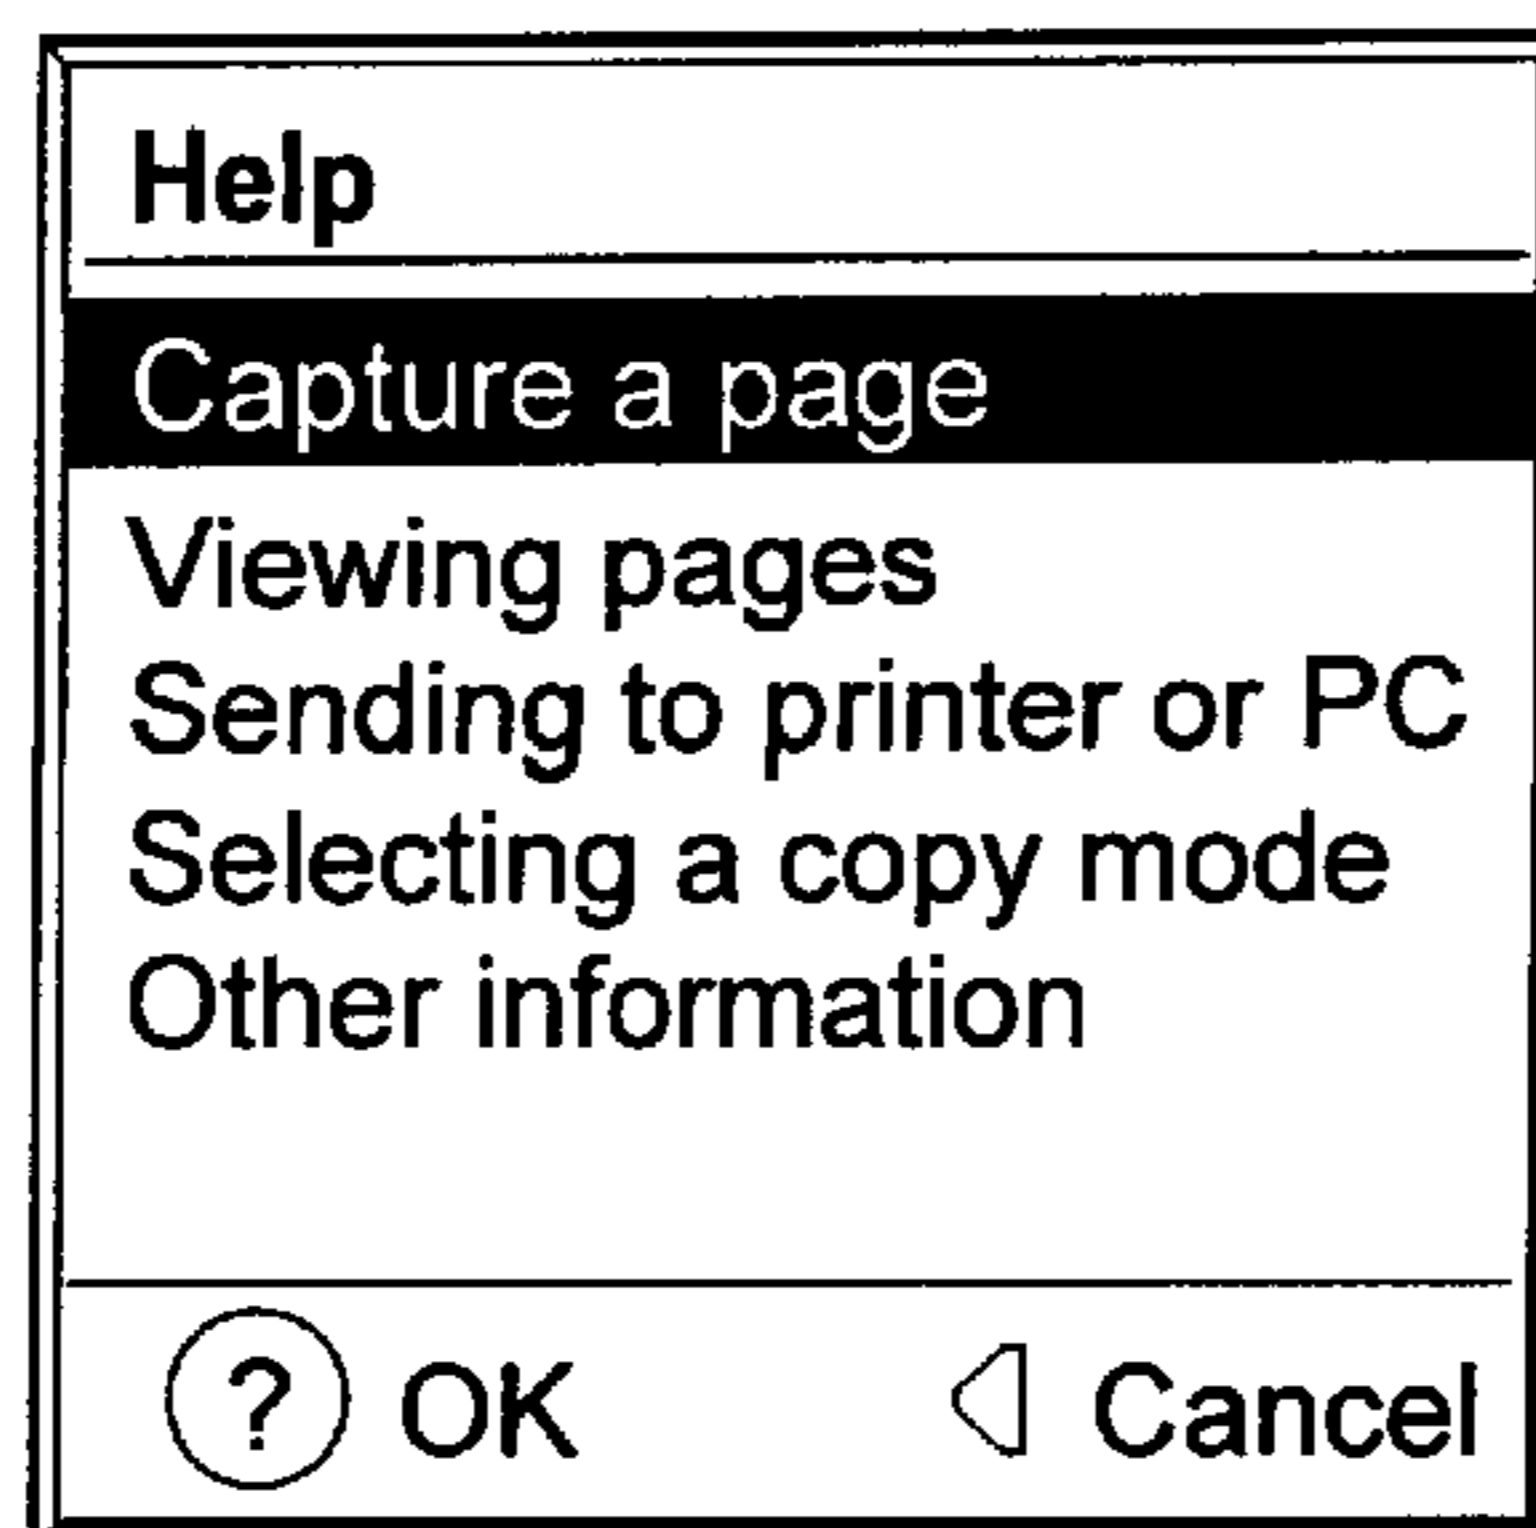 Help
Capture a page
Viewing pages
Sending to printer or PC
Selecting a copy mode
Other information
? OK Cancel